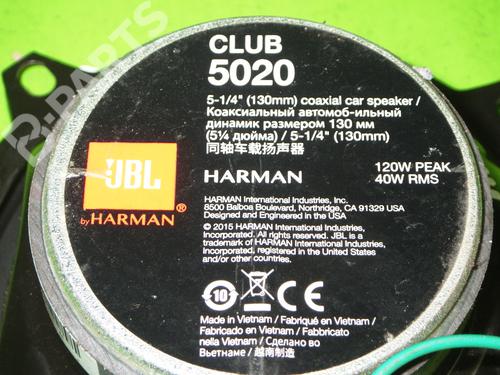 CLUB
5020
5-1/4" (130mm) coaxial car speaker /
Коаксиальный автомоб-ильный
динамик размером 130 мм
(5¼ дюйма) / 5-1/4" (130mm)
同轴车载扬声器
JBL
by HARMAN®
HARMAN
120W PEAK
40W RMS
HARMAN International Industries, Inc.
8500 Balboa Boulevard, Northridge, CA 91329 USA
Designed and Engineered in the USA
© 2015 HARMAN International Industries,
Incorporated. All rights reserved. JBL is a
trademark of HARMAN International Industries,
Incorporated, registered in the United States
and/or other countries.
10
Made in Vietnam / Fabriqué en Vietnam /
Fabricado en Vietnam / Fabbricato
nella Vietnam / Сделано во
Вьетнаме / 越南制造
R-PARTS